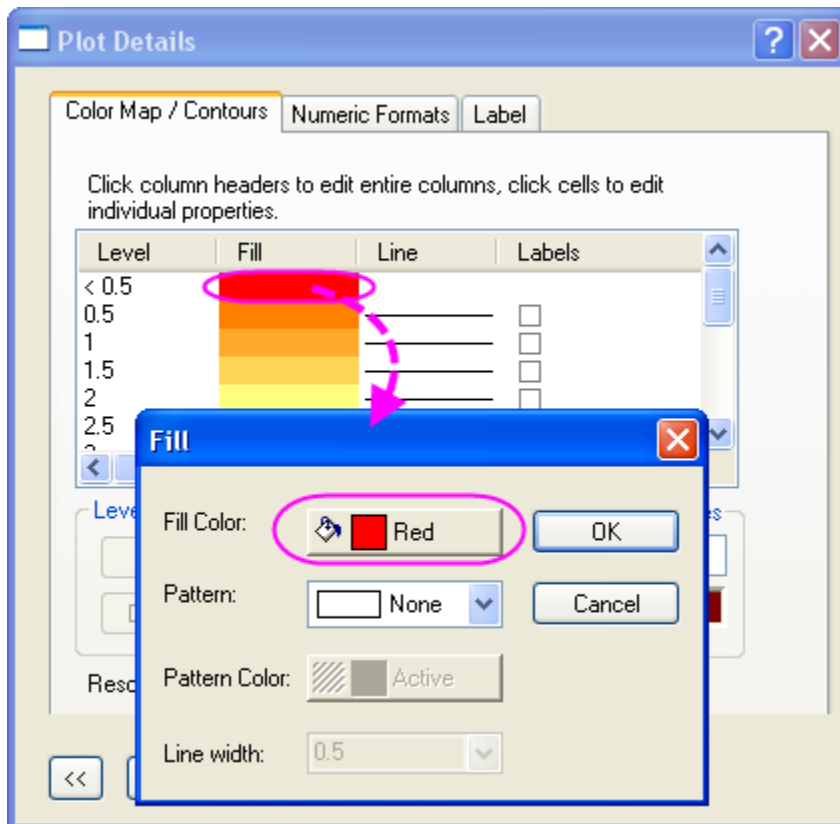 Plot Details
Color Map / Contours Numeric Formats Label
Click column headers to edit entire columns, click cells to edit
individual properties.
Level Fill Line Labels
< 0.5
0.5
1
1.5
2
2.5
Fill
Fill Color: Red OK
Pattern: None Cancel
Pattern Color: Active
Line width: 0.5
<<